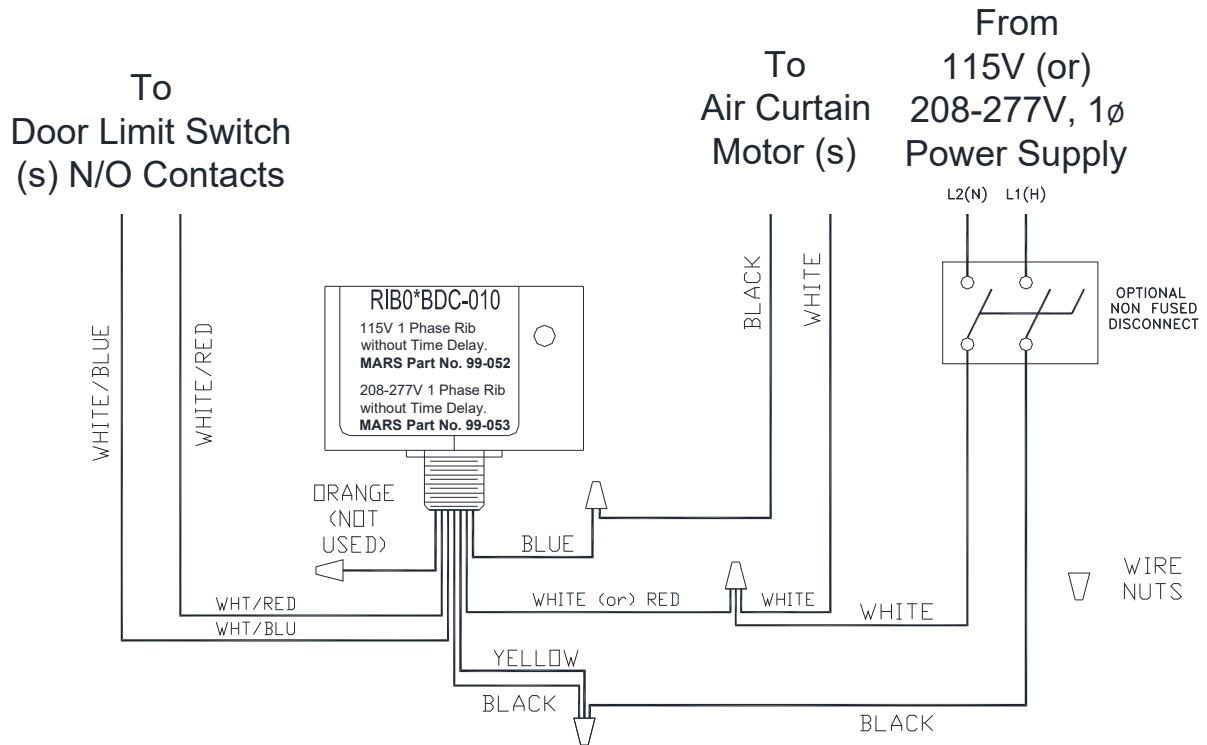 To
Door Limit Switch
(s) N/O Contacts
To
Air Curtain
Motor (s)
From
115V (or)
208-277V, 1ø
Power Supply
L2(N)
L1(H)
OPTIONAL
NON FUSED
DISCONNECT
WHITE/BLUE
WHITE/RED
RIB0*BDC-010
115V 1 Phase Rib
without Time Delay.
MARS Part No. 99-052
208-277V 1 Phase Rib
without Time Delay.
MARS Part No. 99-053
BLACK
WHITE
ORANGE
(NOT
USED)
BLUE
WHT/RED
WHT/BLU
WHITE (or) RED
WHITE
WHITE
YELLOW
BLACK
BLACK
WIRE
NUTS